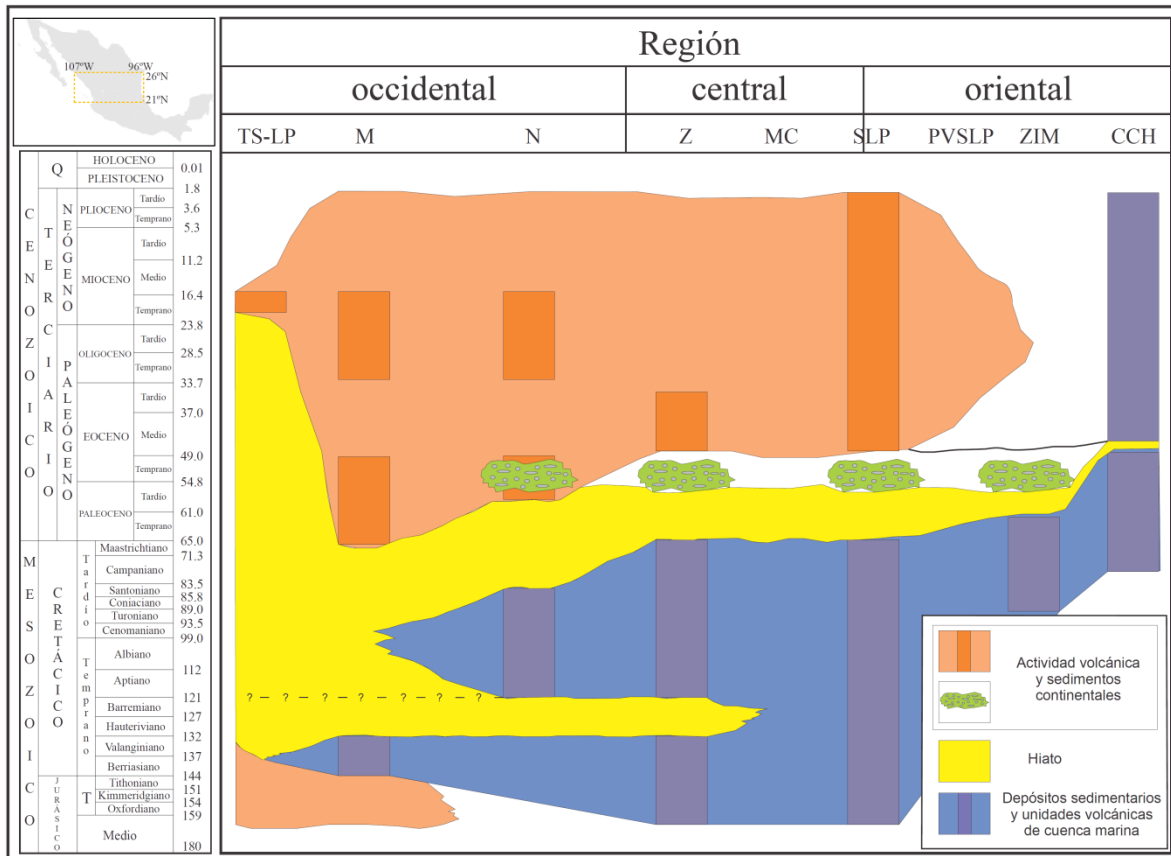 107ºW 96ºW
26ºN
21ºN
Región
occidental central oriental
TS-LP M N Z MC SLP PVSLP ZIM CCH
CENOZOICO
Q
HOLOCENO
0.01
PLEISTOCENO
1.8
TERCIARIO
NEÓGENO
PLIOCENO
Tardío
3.6
Temprano
5.3
MIOCENO
Tardío
11.2
Medio
16.4
Temprano
23.8
PALEÓGENO
OLIGOCENO
Tardío
28.5
Temprano
33.7
EOCENO
Tardío
37.0
Medio
49.0
Temprano
54.8
PALEOCENO
Tardío
61.0
Temprano
65.0
MESOZOICO
CRETÁCICO
Tardío
Maastrichtiano
71.3
Campaniano
83.5
Santoniano
85.8
Coniaciano
89.0
Turoniano
93.5
Cenomaniano
99.0
Temprano
Albiano
112
Aptiano
121
Barremiano
127
Hauteriviano
132
Valanginiano
137
Berriasiano
144
JURÁSICO
T
Tithoniano
151
Kimmeridgiano
154
Oxfordiano
159
Medio
180
? ? ? ? ? ? ?
Actividad volcánica
y sedimentos
continentales
Hiato
Depósitos sedimentarios
y unidades volcánicas
de cuenca marina